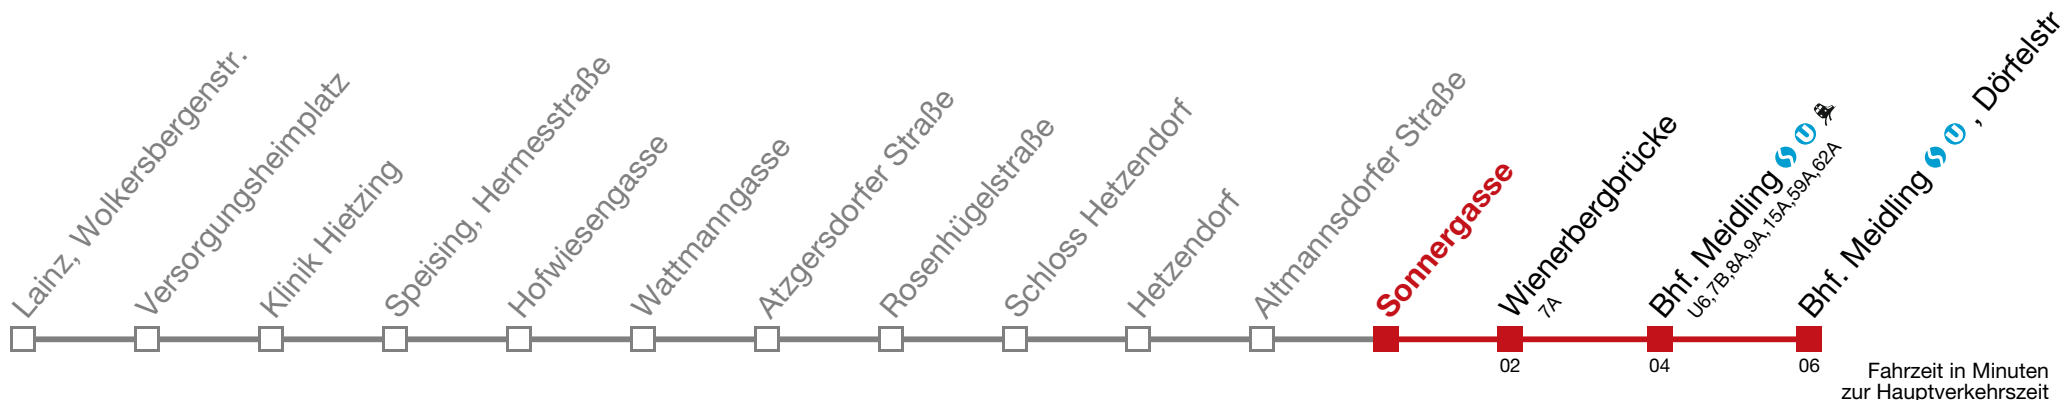 Lainz, Wolkersbergenstr.
Versorgungsheimplatz
Klinik Hietzing
Speising, Hermesstraße
Hofwiesengasse
Wattmanngasse
Atzgersdorfer Straße
Rosenhügelstraße
Schloss Hetzendorf
Hetzendorf
Altmannsdorfer Straße
Sonnergasse
Wienerbergbrücke
7A
Bhf. Meidling S U
U6,7B,8A,9A,15A,59A,62A
Bhf. Meidling S U , Dörfelstr
02
04
06
Fahrzeit in Minuten
zur Hauptverkehrszeit